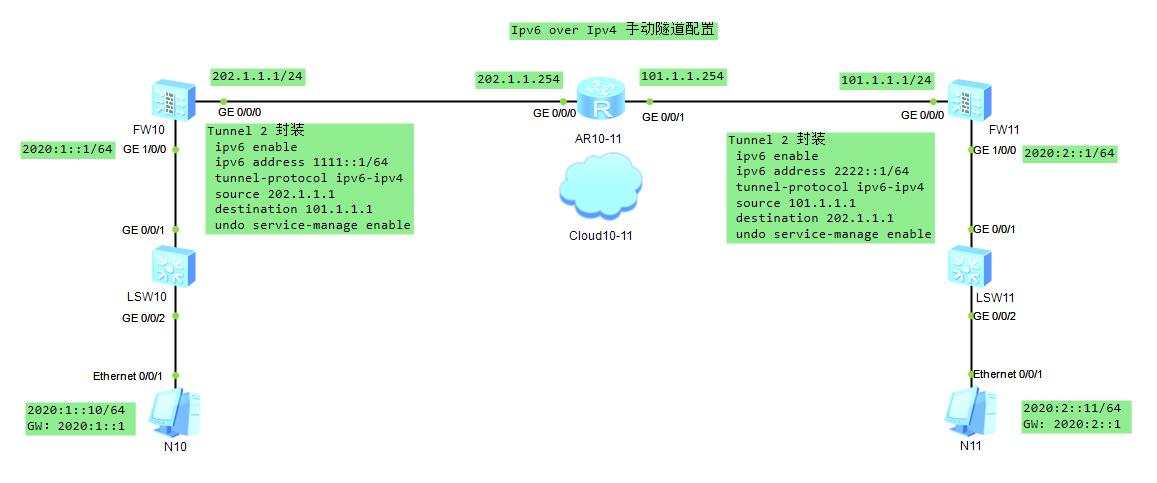 Ipv6 over Ipv4 手动隧道配置
202.1.1.1/24
202.1.1.254
101.1.1.254
101.1.1.1/24
GE 0/0/0
GE 0/0/0
GE 0/0/1
GE 0/0/0
FW10
AR10-11
FW11
2020:1::1/64
GE 1/0/0
Tunnel 2 封装
ipv6 enable
ipv6 address 1111::1/64
tunnel-protocol ipv6-ipv4
source 202.1.1.1
destination 101.1.1.1
undo service-manage enable
Cloud10-11
Tunnel 2 封装
ipv6 enable
ipv6 address 2222::1/64
tunnel-protocol ipv6-ipv4
source 101.1.1.1
destination 202.1.1.1
undo service-manage enable
GE 1/0/0
2020:2::1/64
GE 0/0/1
GE 0/0/1
LSW10
LSW11
GE 0/0/2
GE 0/0/2
Ethernet 0/0/1
Ethernet 0/0/1
2020:1::10/64
GW: 2020:1::1
N10
2020:2::11/64
GW: 2020:2::1
N11